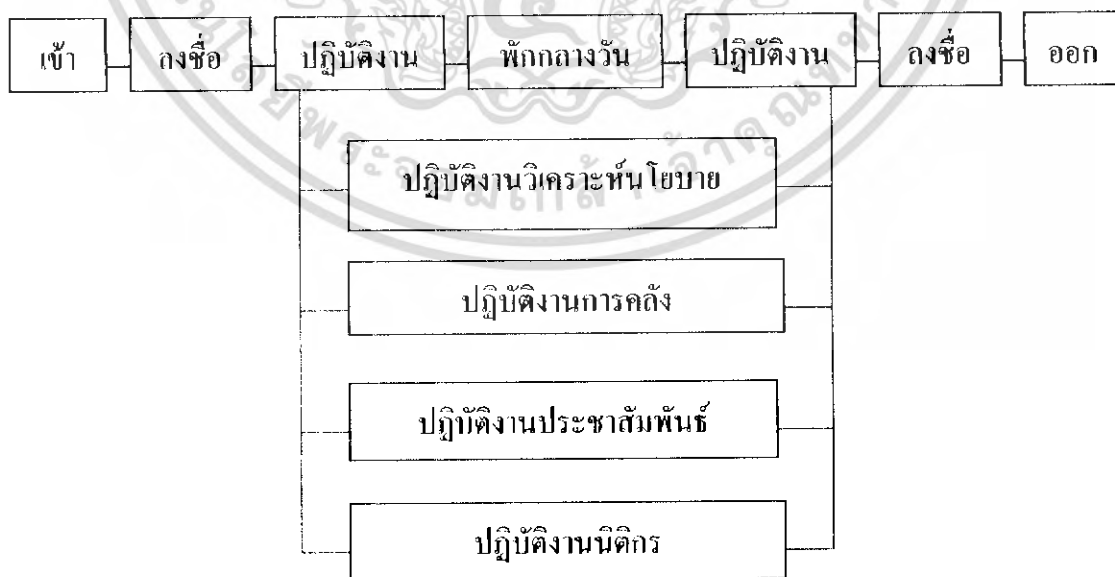 เข้า
ลงชื่อ
ปฏิบัติงาน
พักกลางวัน
ปฏิบัติงาน
ลงชื่อ
ออก
ปฏิบัติงานวิเคราะห์นโยบาย
ปฏิบัติงานการคลัง
ปฏิบัติงานประชาสัมพันธ์
ปฏิบัติงานนิติกร